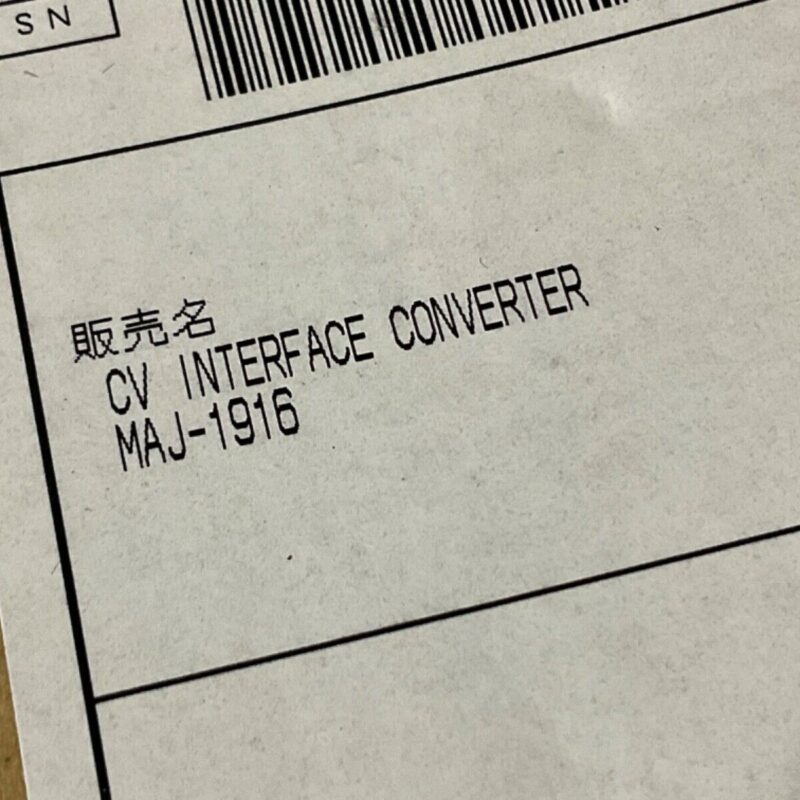 SN
販売名
CV INTERFACE CONVERTER
MAJ-1916